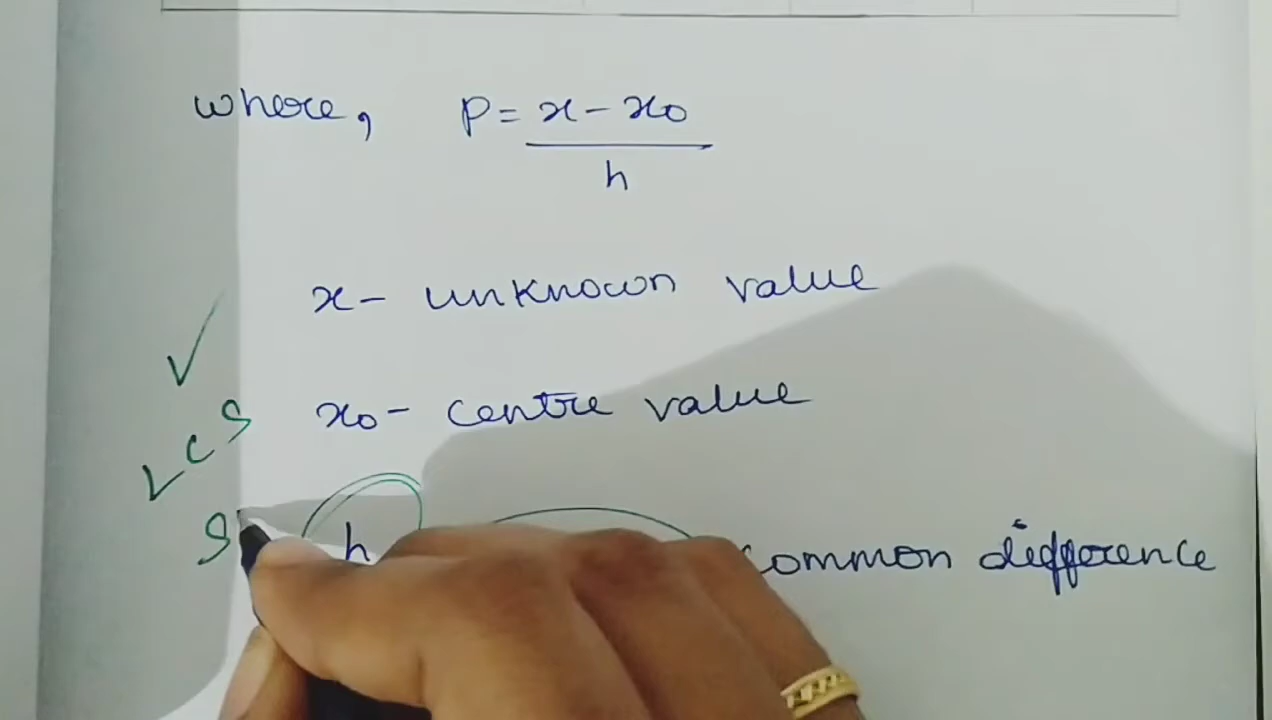 where, p = x - x0
h
x - unknown value
x0 - centre value
h common difference